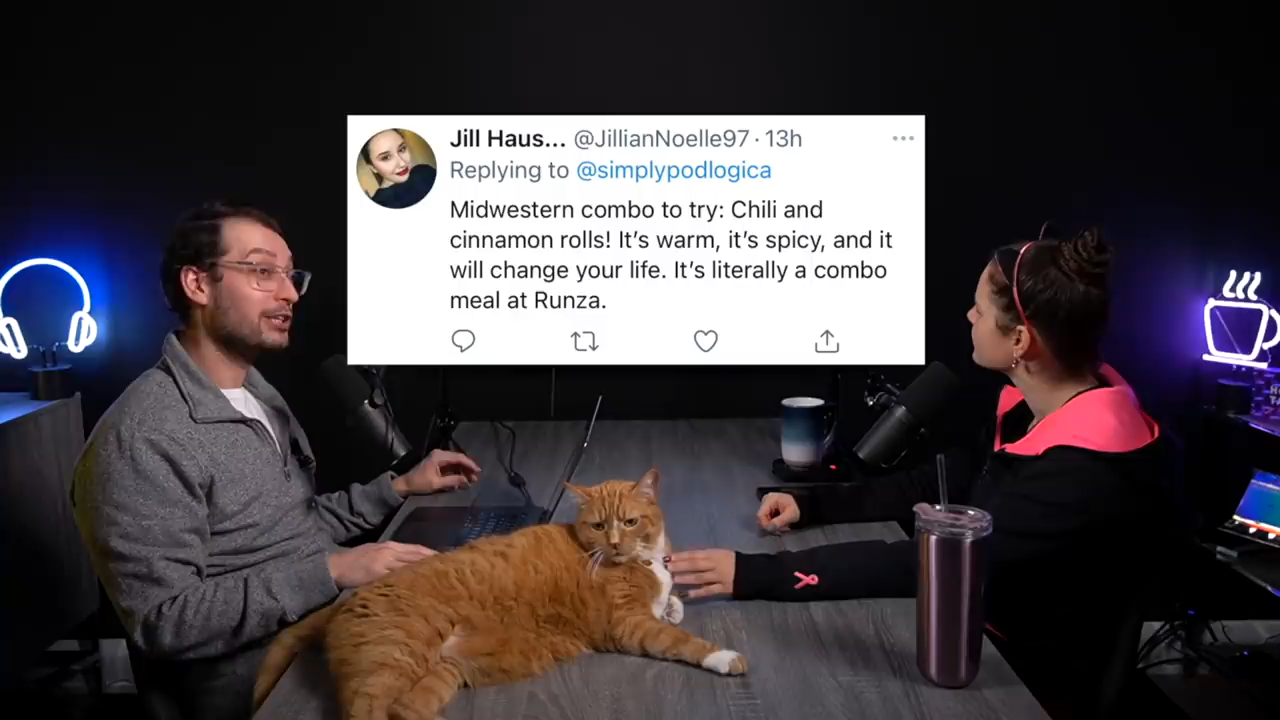 Jill Haus... @JillianNoelle97 · 13h
Replying to @simplypodlogica
Midwestern combo to try: Chili and
cinnamon rolls! It’s warm, it’s spicy, and it
will change your life. It’s literally a combo
meal at Runza.